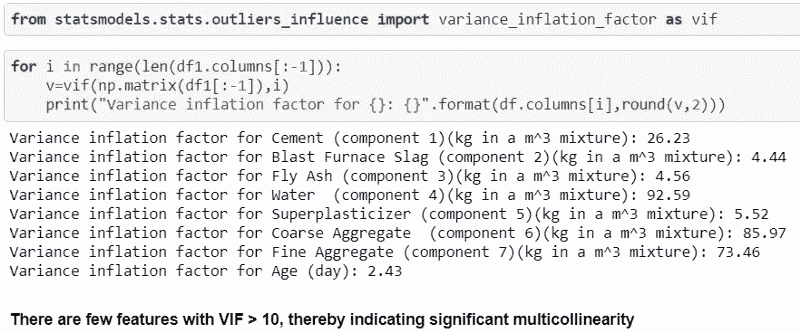 from statsmodels.stats.outliers_influence import variance_inflation_factor as vif
for i in range(len(df1.columns[:-1])):
    v=vif(np.matrix(df1[:-1]),i)
    print("Variance inflation factor for {}: {}".format(df.columns[i],round(v,2)))
Variance inflation factor for Cement (component 1)(kg in a m^3 mixture): 26.23
Variance inflation factor for Blast Furnace Slag (component 2)(kg in a m^3 mixture): 4.44
Variance inflation factor for Fly Ash (component 3)(kg in a m^3 mixture): 4.56
Variance inflation factor for Water  (component 4)(kg in a m^3 mixture): 92.59
Variance inflation factor for Superplasticizer (component 5)(kg in a m^3 mixture): 5.52
Variance inflation factor for Coarse Aggregate  (component 6)(kg in a m^3 mixture): 85.97
Variance inflation factor for Fine Aggregate (component 7)(kg in a m^3 mixture): 73.46
Variance inflation factor for Age (day): 2.43
There are few features with VIF > 10, thereby indicating significant multicollinearity